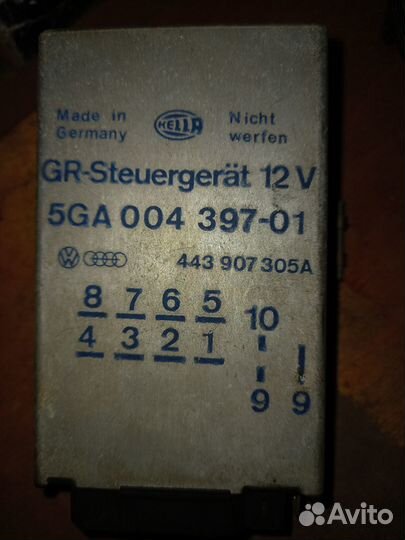 Made in Germany
HELLA
Nicht werfen
GR-Steuergerät 12 V
5GA 004 397-01
443 907 305A
8 7 6 5
4 3 2 1
10
9 9
Avito